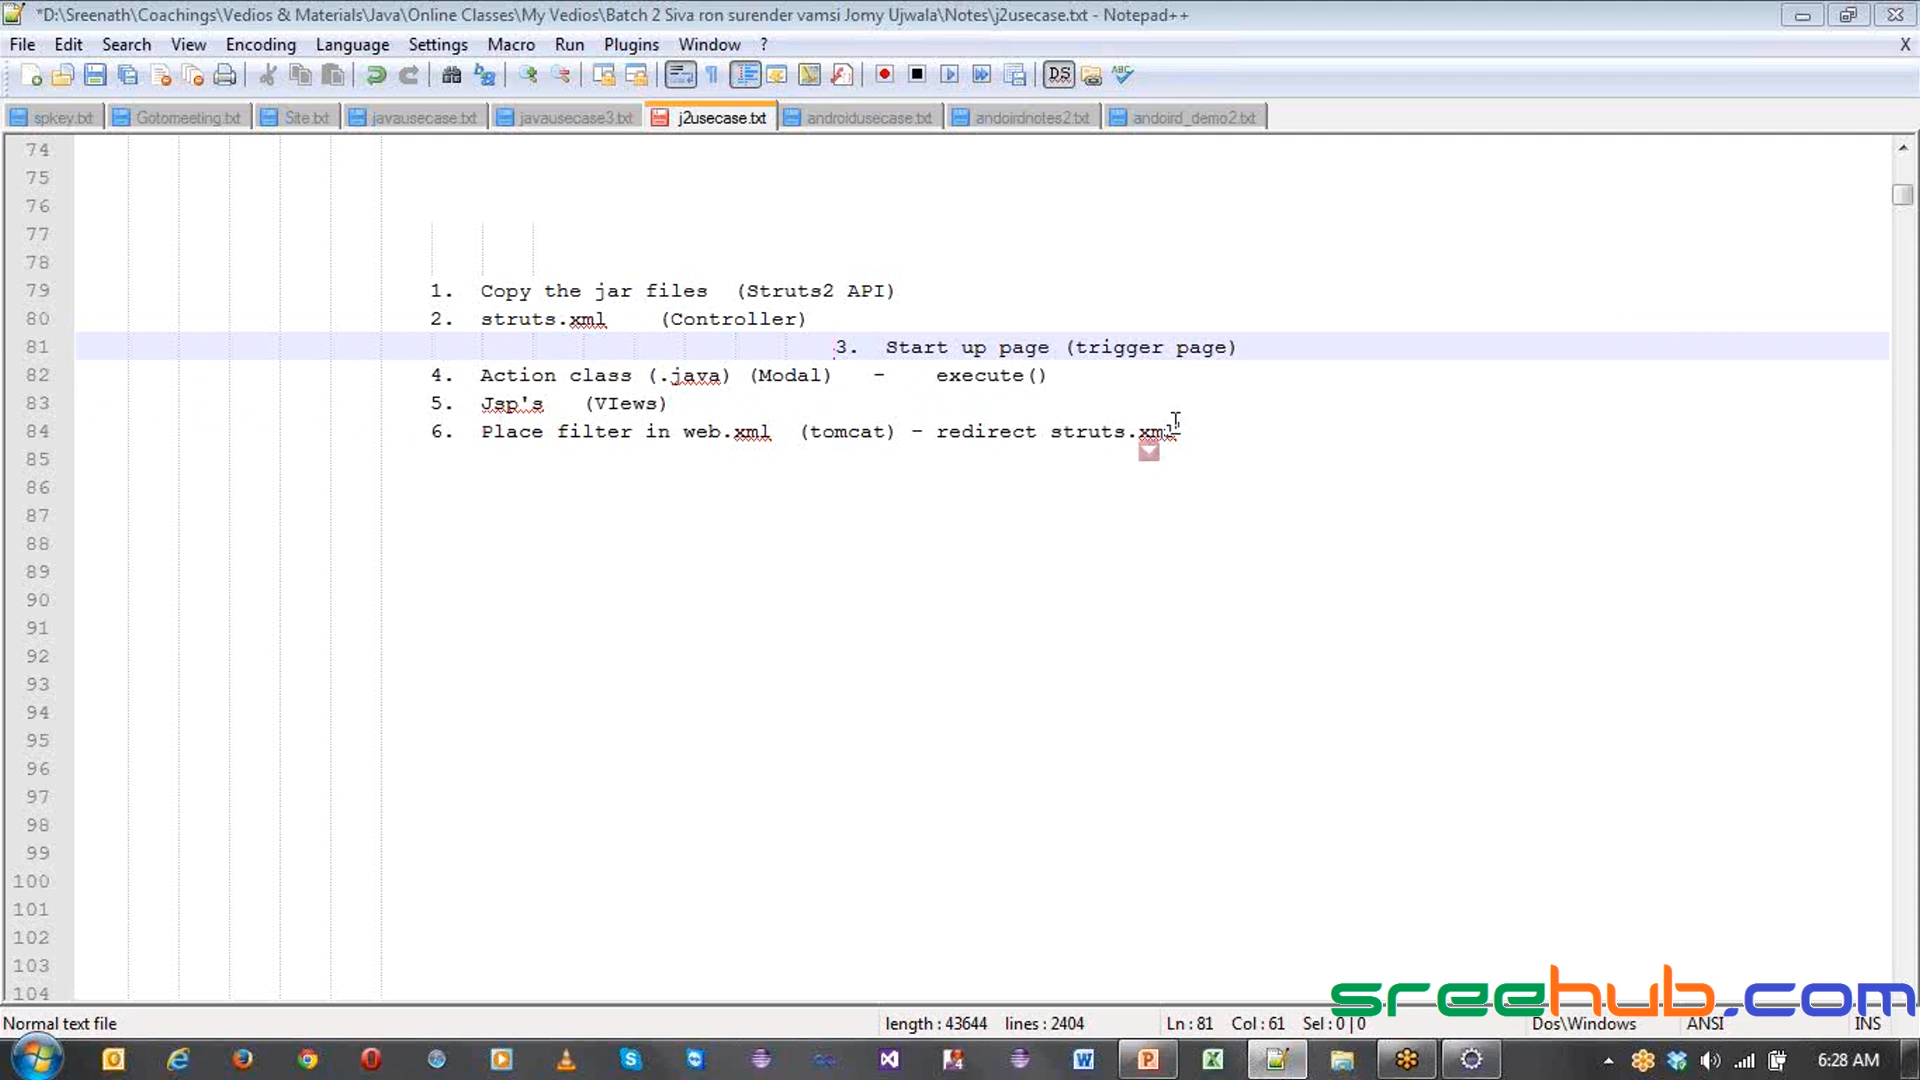 *D:\Sreenath\Coachings\Vedios & Materials\Java\Online Classes\My Vedios\Batch 2 Siva ron surender vamsi Jomy Ujwala\Notes\j2usecase.txt - Notepad++
File Edit Search View Encoding Language Settings Macro Run Plugins Window ? X
spkey.txt Gotomeeting.txt Site.txt javausecase.txt javausecase3.txt j2usecase.txt androidusecase.txt andoirdnotes2.txt andoird_demo2.txt
74
75
76
77
78
79 1. Copy the jar files (Struts2 API)
80 2. struts.xml (Controller)
81 3. Start up page (trigger page)
82 4. Action class (.java) (Modal) - execute()
83 5. Jsp's (VIews)
84 6. Place filter in web.xml (tomcat) - redirect struts.xml
85
86
87
88
89
90
91
92
93
94
95
96
97
98
99
100
101
102
103
104
sreehub.com
Normal text file length : 43644 lines : 2404 Ln : 81 Col : 61 Sel : 0 | 0 Dos\Windows ANSI INS
6:28 AM